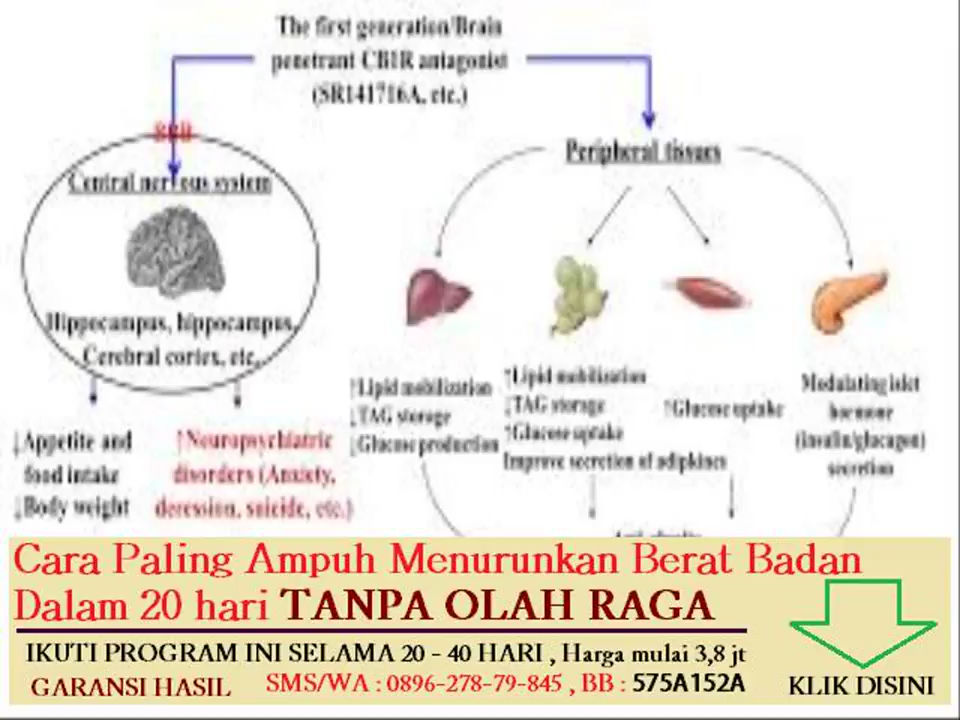 The first generation/Brain
penetrant CB1R antagonist
(SR141716A, etc.)
BBB
Central nervous system
Hippocampus, hippocampus,
Cerebral cortex, etc.
↓Appetite and
food intake
↓Body weight
↑Neuropsychiatric
disorders (Anxiety,
deression, suicide, etc.)
Peripheral tissues
↑Lipid mobilization
↓TAG storage
↓Glucose production
↑Lipid mobilization
↓TAG storage
↑Glucose uptake
Improve secretion of adipkines
↑Glucose uptake
Modulating islet
hormone
(insulin/glucagon)
secretion
Cara Paling Ampuh Menurunkan Berat Badan
Dalam 20 hari TANPA OLAH RAGA
IKUTI PROGRAM INI SELAMA 20 - 40 HARI , Harga mulai 3,8 jt
GARANSI HASIL SMS/WA : 0896-278-79-845 , BB : 575A152A
KLIK DISINI